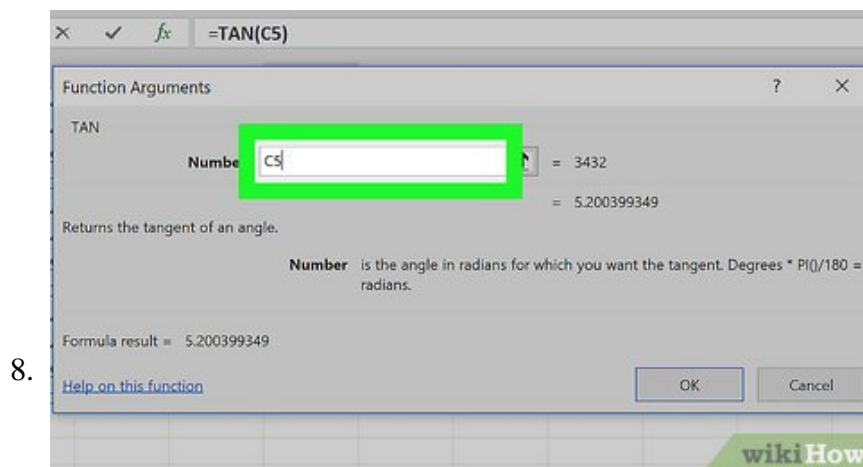 =TAN(C5)
Function Arguments ?
TAN
Number C5 = 3432
= 5.200399349
Returns the tangent of an angle.
Number is the angle in radians for which you want the tangent. Degrees * PI()/180 =
radians.
Formula result = 5.200399349
8.
Help on this function OK Cancel
wikiHow